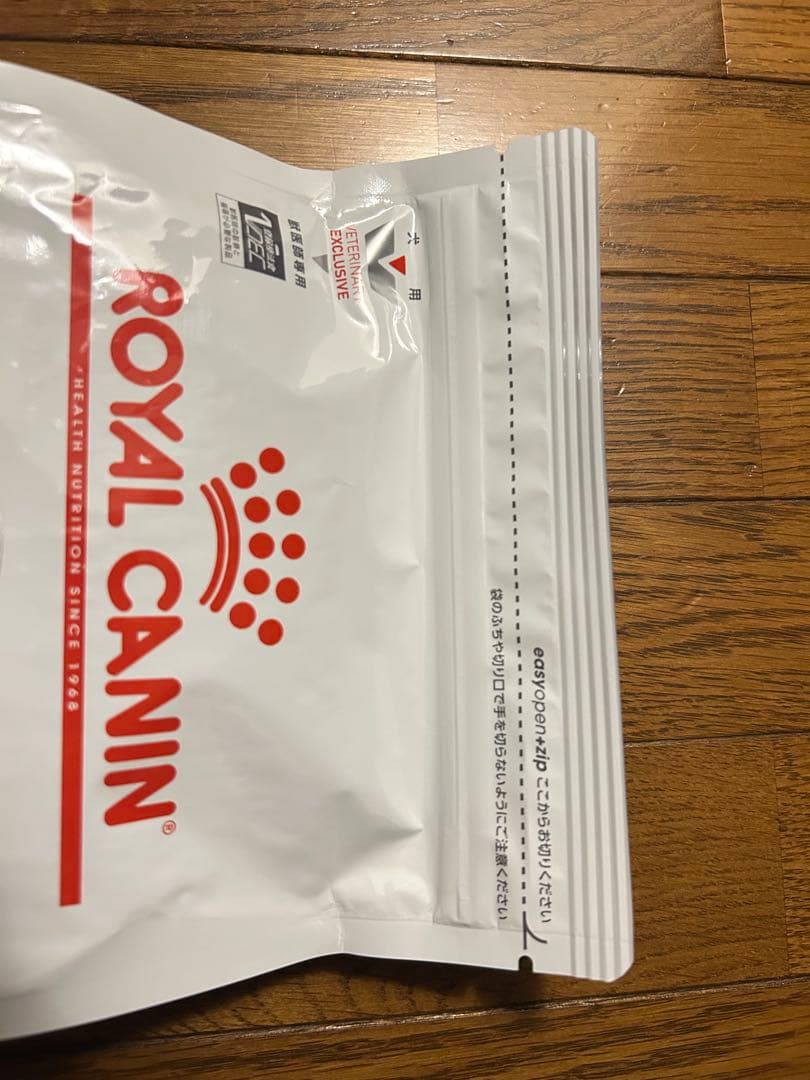 easyopen+zip ここからお切りください
袋のふちや切り口で手を切らないようにご注意ください
犬用
VETERINARY
EXCLUSIVE
獣医師専用
ROYAL CANIN®
HEALTH NUTRITION SINCE 1968